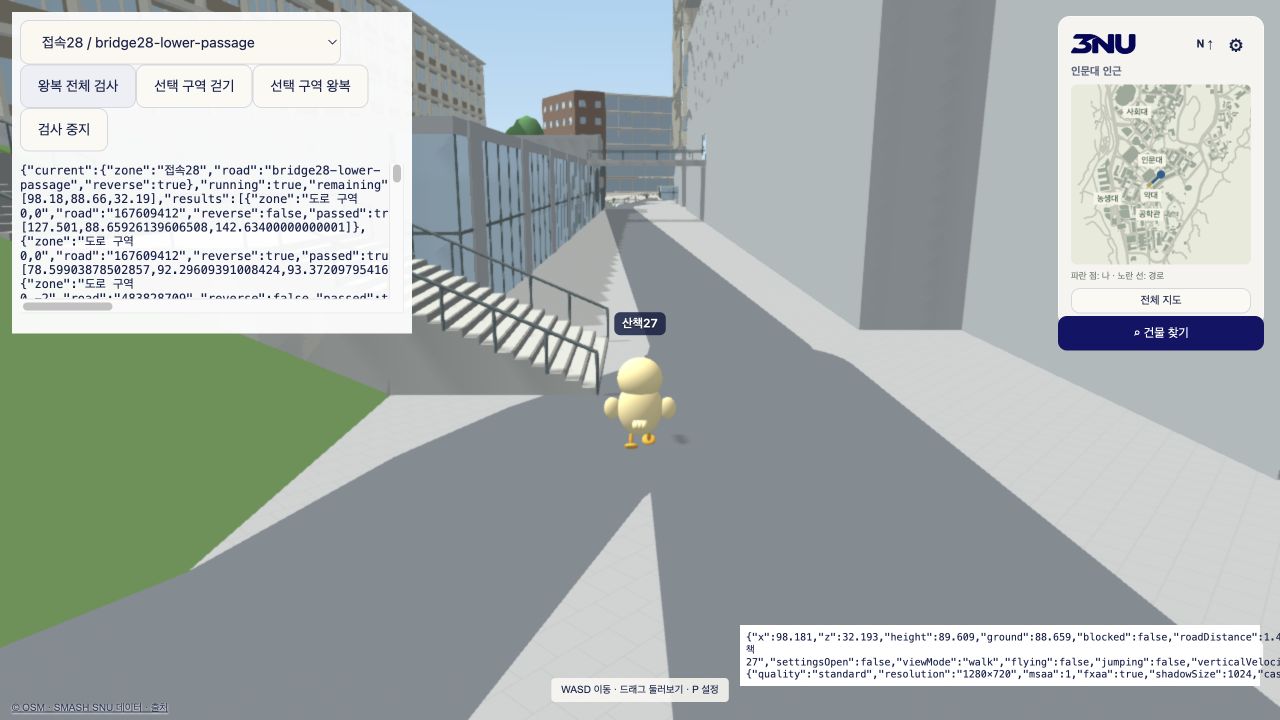 접속28 / bridge28-lower-passage
왕복 전체 검사
선택 구역 걷기
선택 구역 왕복
검사 중지
{"current":{"zone":"접속28","road":"bridge28-lower-
passage","reverse":true},"running":true,"remaining"
[98.18,88.66,32.19],"results":[{"zone":"도로 구역
0,0","road":"167609412","reverse":false,"passed":tr
[127.501,88.65926139606508,142.63400000000001]},
{"zone":"도로 구역
0,0","road":"167609412","reverse":true,"passed":tru
[78.59903878502857,92.29609391008424,93.37209795416
{"zone":"도로 구역
0,-2","road":"483828709","reverse":false,"passed":t
산책27
3NU
N ↑
인문대 인근
사회대
인문대
농생대
약대
공학관
파란 점: 나 · 노란 선: 경로
전체 지도
⌕ 건물 찾기
{"x":98.181,"z":32.193,"height":89.609,"ground":88.659,"blocked":false,"roadDistance":1.4
책
27","settingsOpen":false,"viewMode":"walk","flying":false,"jumping":false,"verticalVeloci
{"quality":"standard","resolution":"1280×720","msaa":1,"fxaa":true,"shadowSize":1024,"cas
WASD 이동 · 드래그 둘러보기 · P 설정
© OSM · SMASH SNU 데이터 · 출처